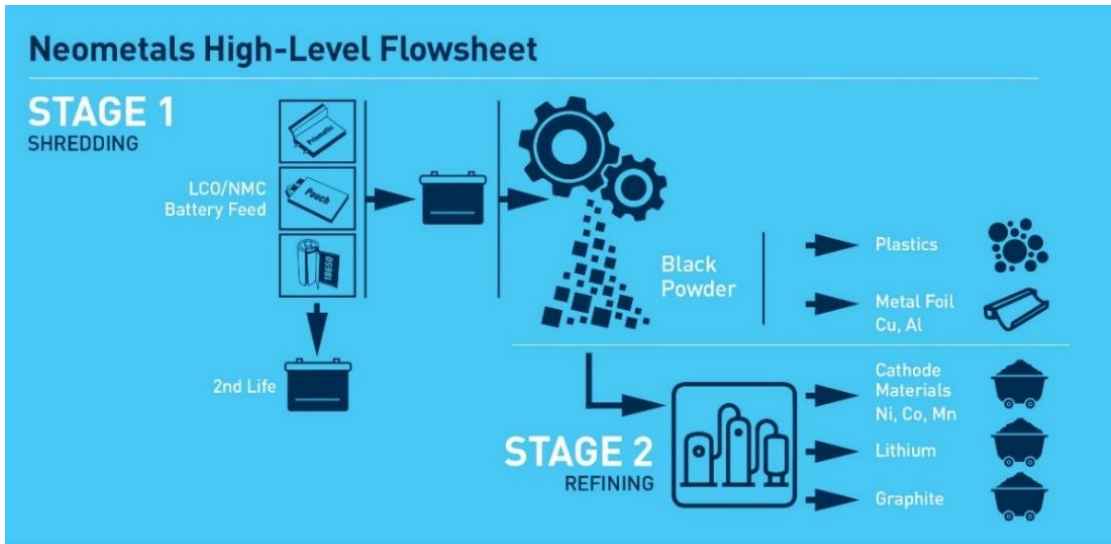 Neometals High-Level Flowsheet
STAGE 1
SHREDDING
Prismatic
LCO/NMC
Battery Feed
Pouch
18650
2nd Life
Black
Powder
Plastics
Metal Foil
Cu, Al
STAGE 2
REFINING
Cathode
Materials
Ni, Co, Mn
Lithium
Graphite